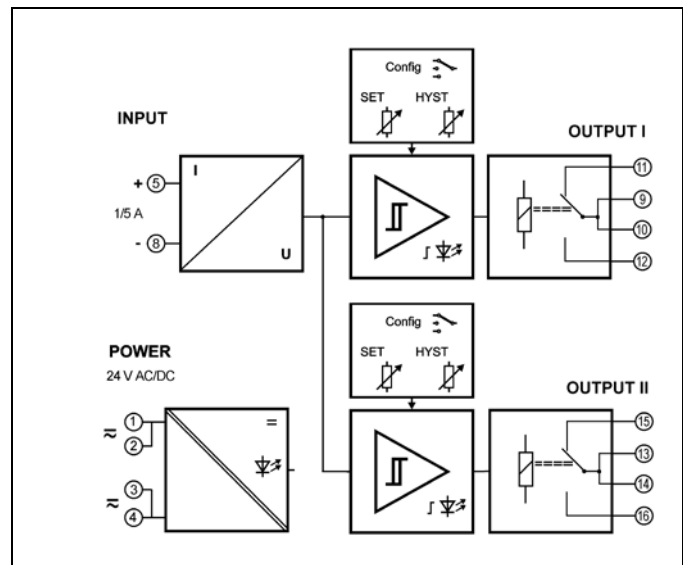 Config
SET HYST
INPUT
OUTPUT I
I
U
+ 5
1/5 A
- 8
11
9
10
12
Config
SET HYST
POWER
24 V AC/DC
OUTPUT II
1
2
3
4
=
15
13
14
16